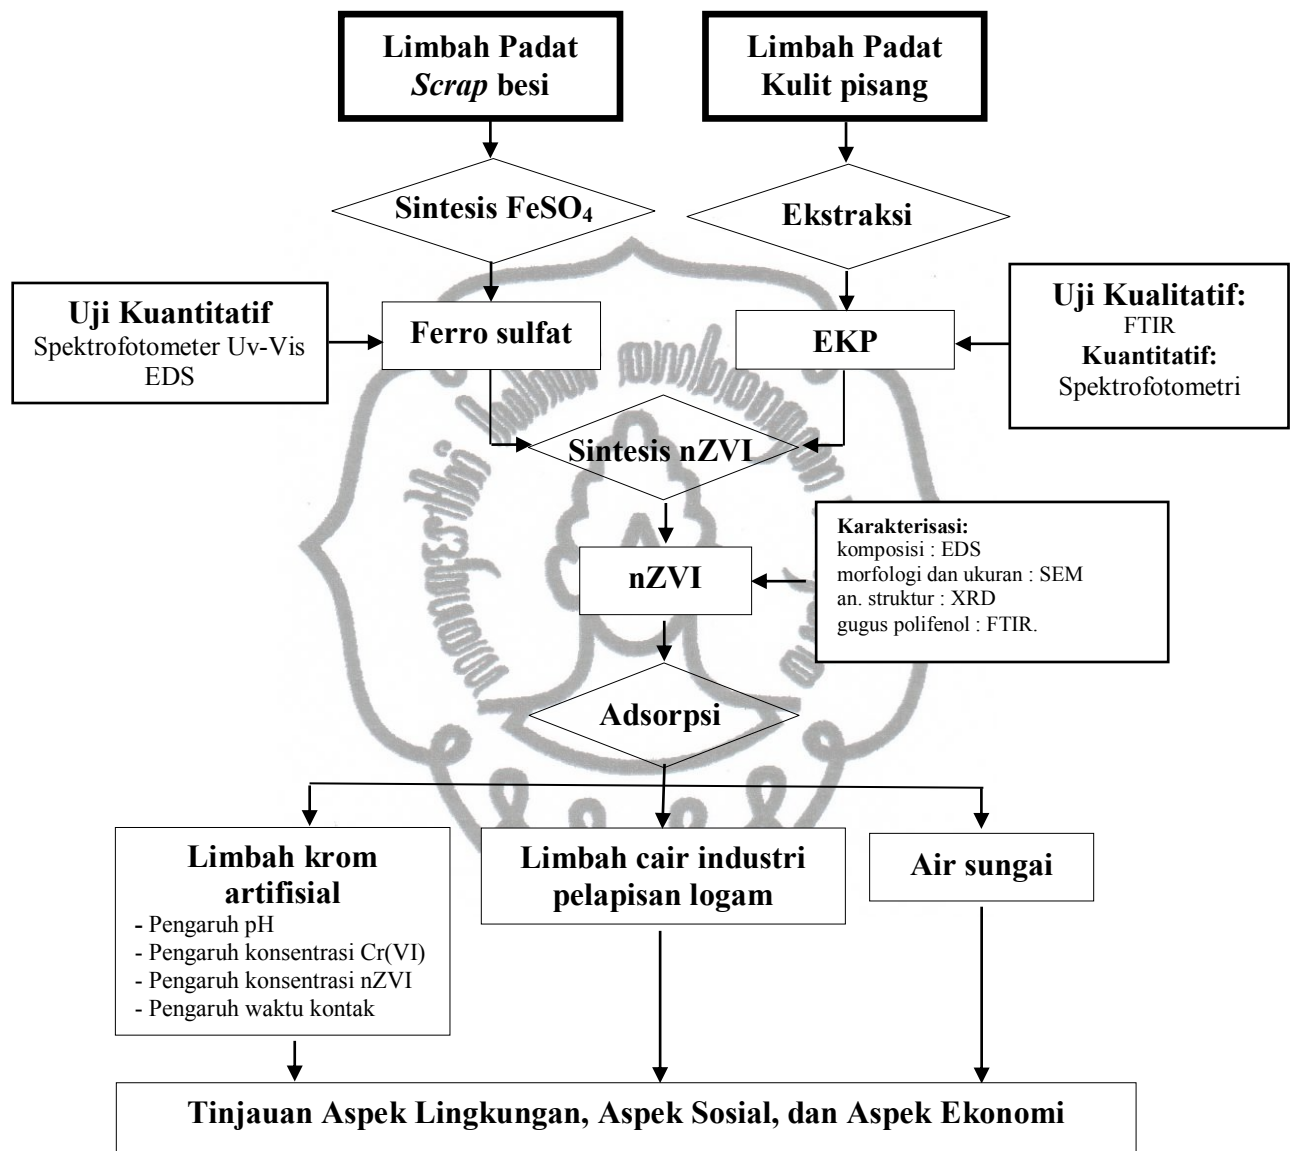 Limbah Padat
Scrap besi
Limbah Padat
Kulit pisang
Sintesis FeSO₄
Ekstraksi
Uji Kuantitatif
Spektrofotometer Uv-Vis
EDS
Ferro sulfat
EKP
Uji Kualitatif:
FTIR
Kuantitatif:
Spektrofotometri
Sintesis nZVI
nZVI
Karakterisasi:
komposisi : EDS
morfologi dan ukuran : SEM
an. struktur : XRD
gugus polifenol : FTIR.
Adsorpsi
Limbah krom
artifisial
- Pengaruh pH
- Pengaruh konsentrasi Cr(VI)
- Pengaruh konsentrasi nZVI
- Pengaruh waktu kontak
Limbah cair industri
pelapisan logam
Air sungai
Tinjauan Aspek Lingkungan, Aspek Sosial, dan Aspek Ekonomi